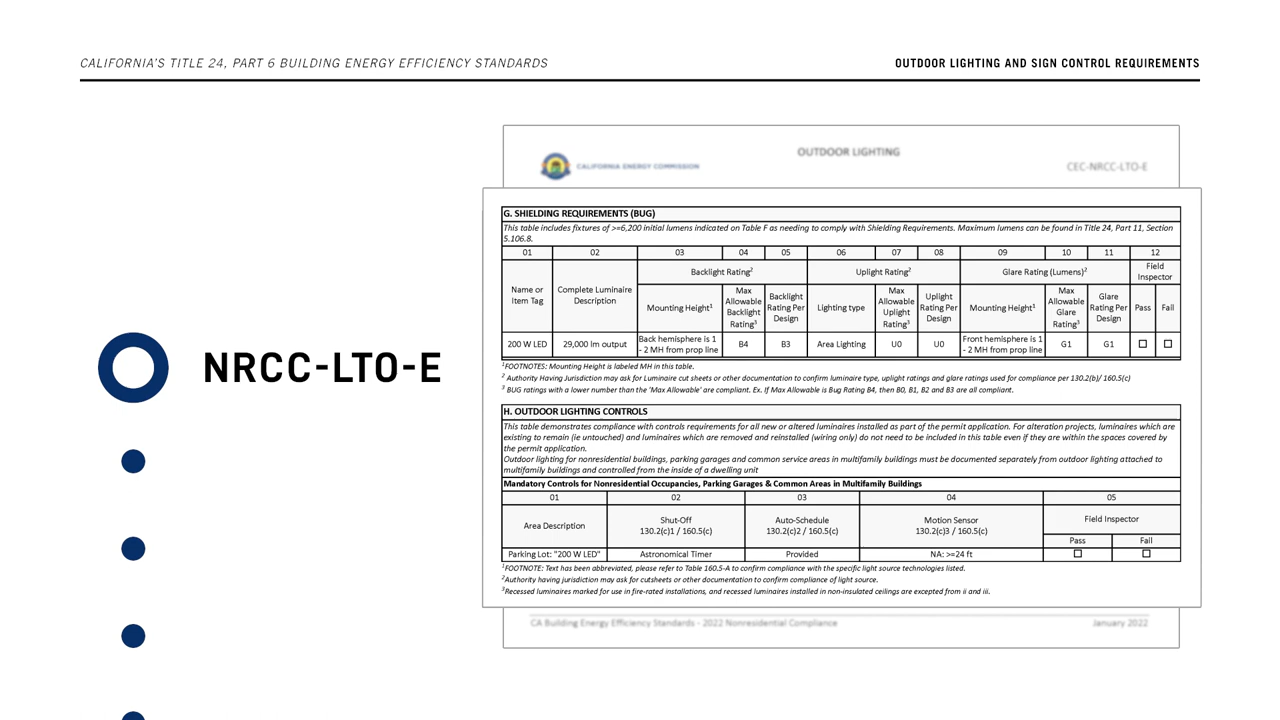 CALIFORNIA'S TITLE 24, PART 6 BUILDING ENERGY EFFICIENCY STANDARDS
OUTDOOR LIGHTING AND SIGN CONTROL REQUIREMENTS
NRCC-LTO-E
OUTDOOR LIGHTING
CALIFORNIA ENERGY COMMISSION
CEC-NRCC-LTO-E
G. SHIELDING REQUIREMENTS (BUG)
This table includes fixtures of >=6,200 initial lumens indicated on Table F as needing to comply with Shielding Requirements. Maximum lumens can be found in Title 24, Part 11, Section
5.106.8.
01 02 03 04 05 06 07 08 09 10 11 12
Name or Item Tag
Complete Luminaire Description
Backlight Rating²
Uplight Rating²
Glare Rating (Lumens)²
Field Inspector
Mounting Height¹
Max Allowable Backlight Rating³
Backlight Rating Per Design
Lighting type
Max Allowable Uplight Rating³
Uplight Rating Per Design
Mounting Height¹
Max Allowable Glare Rating³
Glare Rating Per Design
Pass
Fail
200 W LED
29,000 lm output
Back hemisphere is 1 - 2 MH from prop line
B4
B3
Area Lighting
U0
U0
Front hemisphere is 1 - 2 MH from prop line
G1
G1
¹FOOTNOTES: Mounting Height is labeled MH in this table.
² Authority Having Jurisdiction may ask for Luminaire cut sheets or other documentation to confirm luminaire type, uplight ratings and glare ratings used for compliance per 130.2(b)/ 160.5(c)
³ BUG ratings with a lower number than the 'Max Allowable' are compliant. Ex. If Max Allowable is Bug Rating B4, then B0, B1, B2 and B3 are all compliant.
H. OUTDOOR LIGHTING CONTROLS
This table demonstrates compliance with controls requirements for all new or altered luminaires installed as part of the permit application. For alteration projects, luminaires which are
existing to remain (ie untouched) and luminaires which are removed and reinstalled (wiring only) do not need to be included in this table even if they are within the spaces covered by
the permit application.
Outdoor lighting for nonresidential buildings, parking garages and common service areas in multifamily buildings must be documented separately from outdoor lighting attached to
multifamily buildings and controlled from the inside of a dwelling unit
Mandatory Controls for Nonresidential Occupancies, Parking Garages & Common Areas in Multifamily Buildings
01 02 03 04 05
Area Description
Shut-Off 130.2(c)1 / 160.5(c)
Auto-Schedule 130.2(c)2 / 160.5(c)
Motion Sensor 130.2(c)3 / 160.5(c)
Field Inspector
Pass
Fail
Parking Lot: "200 W LED"
Astronomical Timer
Provided
NA: >=24 ft
¹FOOTNOTE: Text has been abbreviated, please refer to Table 160.5-A to confirm compliance with the specific light source technologies listed.
²Authority having jurisdiction may ask for cutsheets or other documentation to confirm compliance of light source.
³Recessed luminaires marked for use in fire-rated installations, and recessed luminaires installed in non-insulated ceilings are excepted from ii and iii.
CA Building Energy Efficiency Standards - 2022 Nonresidential Compliance
January 2022